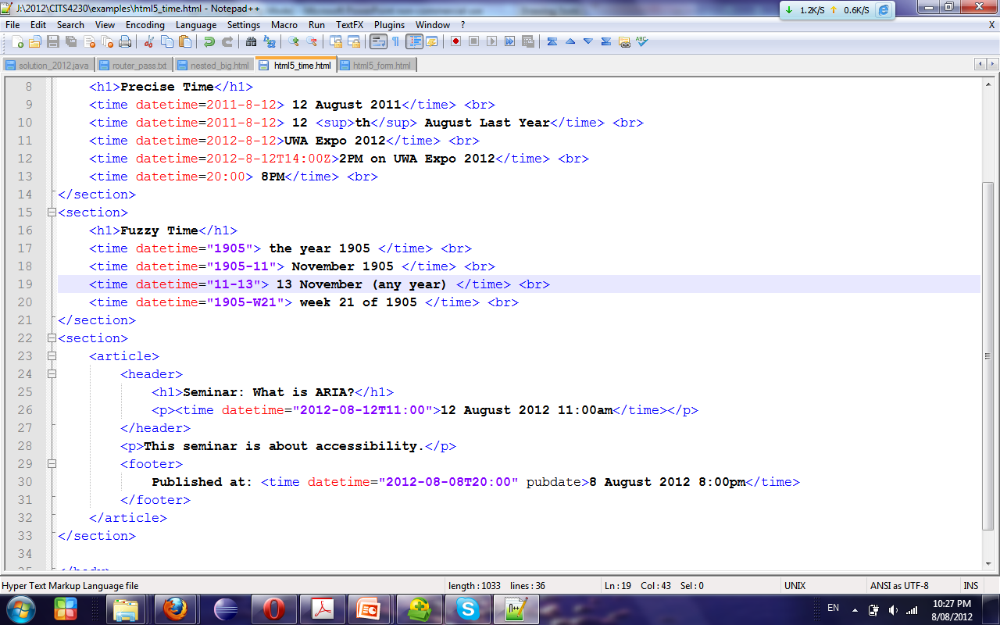 J:\2012\CITS4230\examples\html5_time.html - Notepad++
1.2K/S 0.6K/S
File Edit Search View Encoding Language Settings Macro Run TextFX Plugins Window ? X
solution_2012.java router_pass.txt nested_big.html html5_time.html html5_form.html
8 <h1>Precise Time</h1>
9 <time datetime=2011-8-12> 12 August 2011</time> <br>
10 <time datetime=2011-8-12> 12 <sup>th</sup> August Last Year</time> <br>
11 <time datetime=2012-8-12>UWA Expo 2012</time> <br>
12 <time datetime=2012-8-12T14:00Z>2PM on UWA Expo 2012</time> <br>
13 <time datetime=20:00> 8PM</time> <br>
14 </section>
15 <section>
16 <h1>Fuzzy Time</h1>
17 <time datetime="1905"> the year 1905 </time> <br>
18 <time datetime="1905-11"> November 1905 </time> <br>
19 <time datetime="11-13"> 13 November (any year) </time> <br>
20 <time datetime="1905-W21"> week 21 of 1905 </time> <br>
21 </section>
22 <section>
23 <article>
24 <header>
25 <h1>Seminar: What is ARIA?</h1>
26 <p><time datetime="2012-08-12T11:00">12 August 2012 11:00am</time></p>
27 </header>
28 <p>This seminar is about accessibility.</p>
29 <footer>
30 Published at: <time datetime="2012-08-08T20:00" pubdate>8 August 2012 8:00pm</time>
31 </footer>
32 </article>
33 </section>
34
Hyper Text Markup Language file length : 1033 lines : 36 Ln : 19 Col : 43 Sel : 0 UNIX ANSI as UTF-8 INS
EN 10:27 PM
8/08/2012